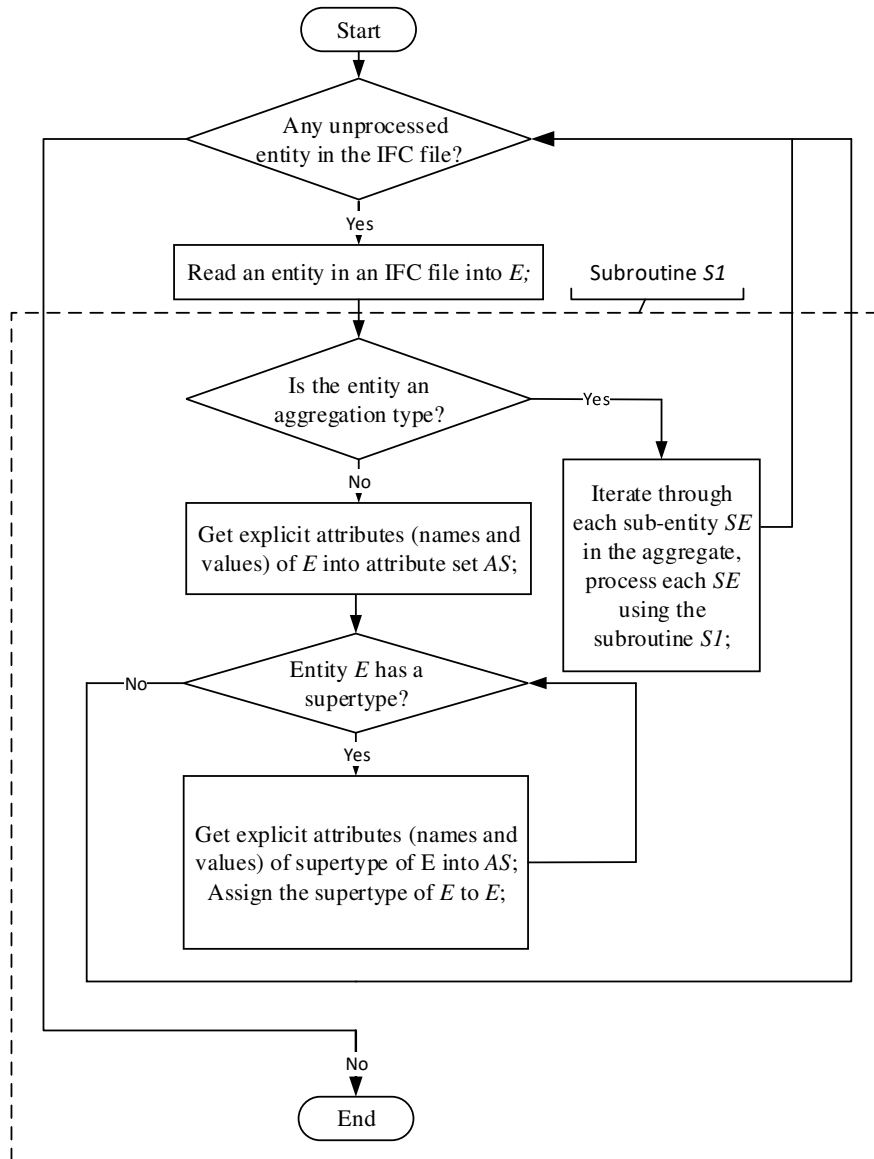 Start
Any unprocessed
entity in the IFC file?
Yes
Read an entity in an IFC file into E;
Subroutine S1
Is the entity an
aggregation type?
Yes
No
Iterate through
each sub-entity SE
in the aggregate,
process each SE
using the
subroutine S1;
Get explicit attributes (names and
values) of E into attribute set AS;
Entity E has a
supertype?
No
Yes
Get explicit attributes (names and
values) of supertype of E into AS;
Assign the supertype of E to E;
No
End